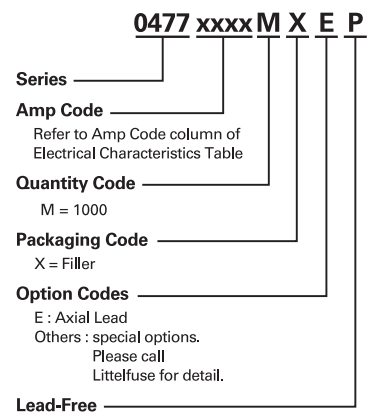 0477 xxxx M X E P
Series
Amp Code
Refer to Amp Code column of
Electrical Characteristics Table
Quantity Code
M = 1000
Packaging Code
X = Filler
Option Codes
E : Axial Lead
Others : special options.
Please call
Littelfuse for detail.
Lead-Free